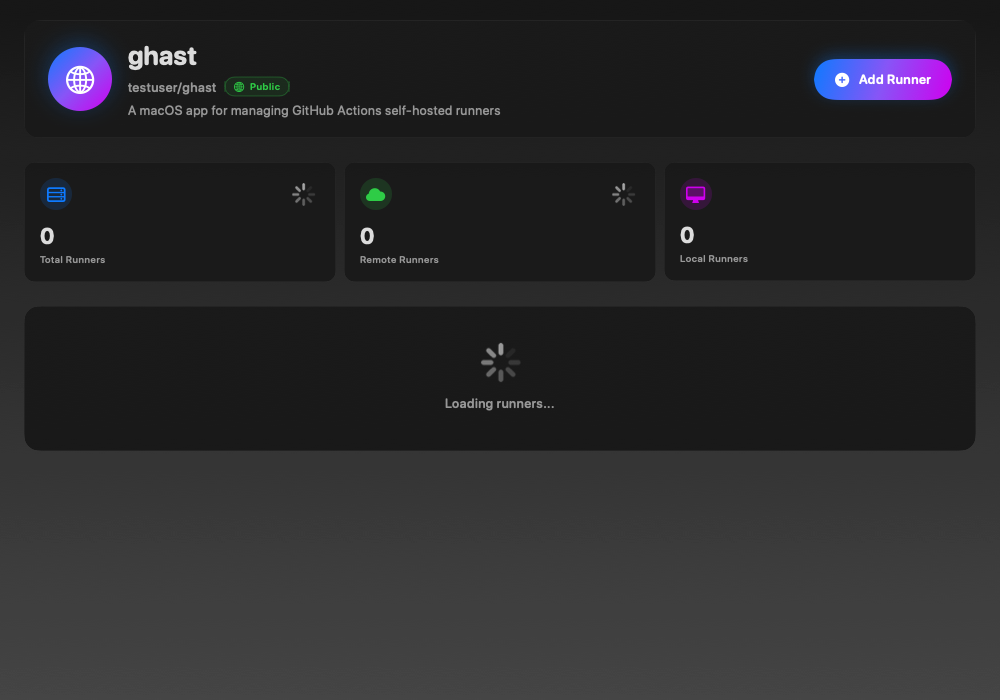 ghast
testuser/ghast
Public
A macOS app for managing GitHub Actions self-hosted runners
Add Runner
0
Total Runners
0
Remote Runners
0
Local Runners
Loading runners...